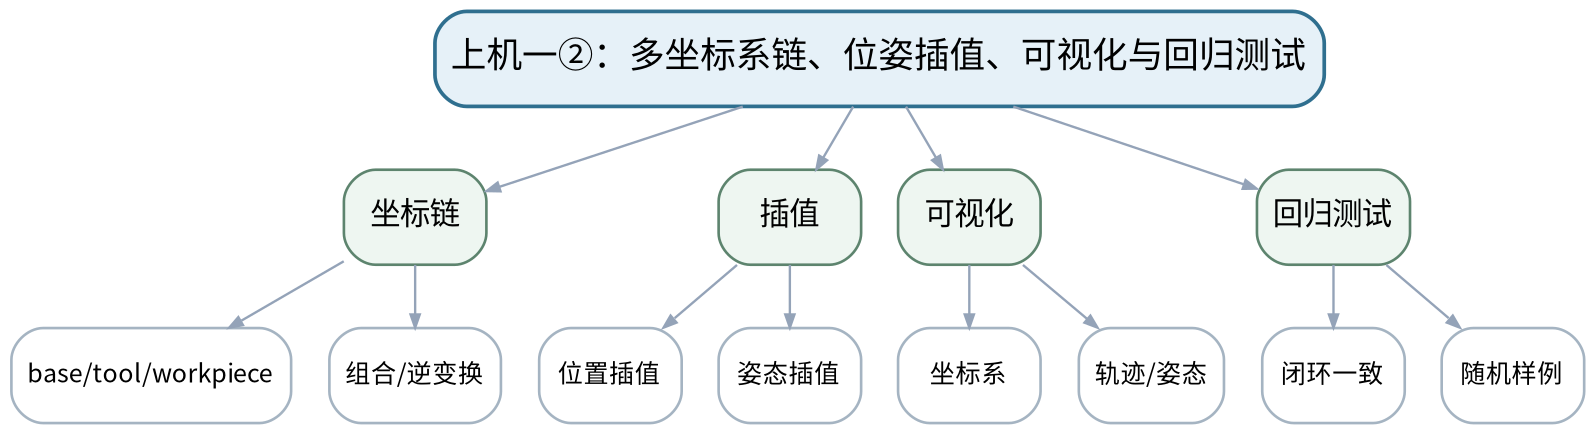 上机一②：多坐标系链、位姿插值、可视化与回归测试
坐标链
插值
可视化
回归测试
base/tool/workpiece
组合/逆变换
位置插值
姿态插值
坐标系
轨迹/姿态
闭环一致
随机样例